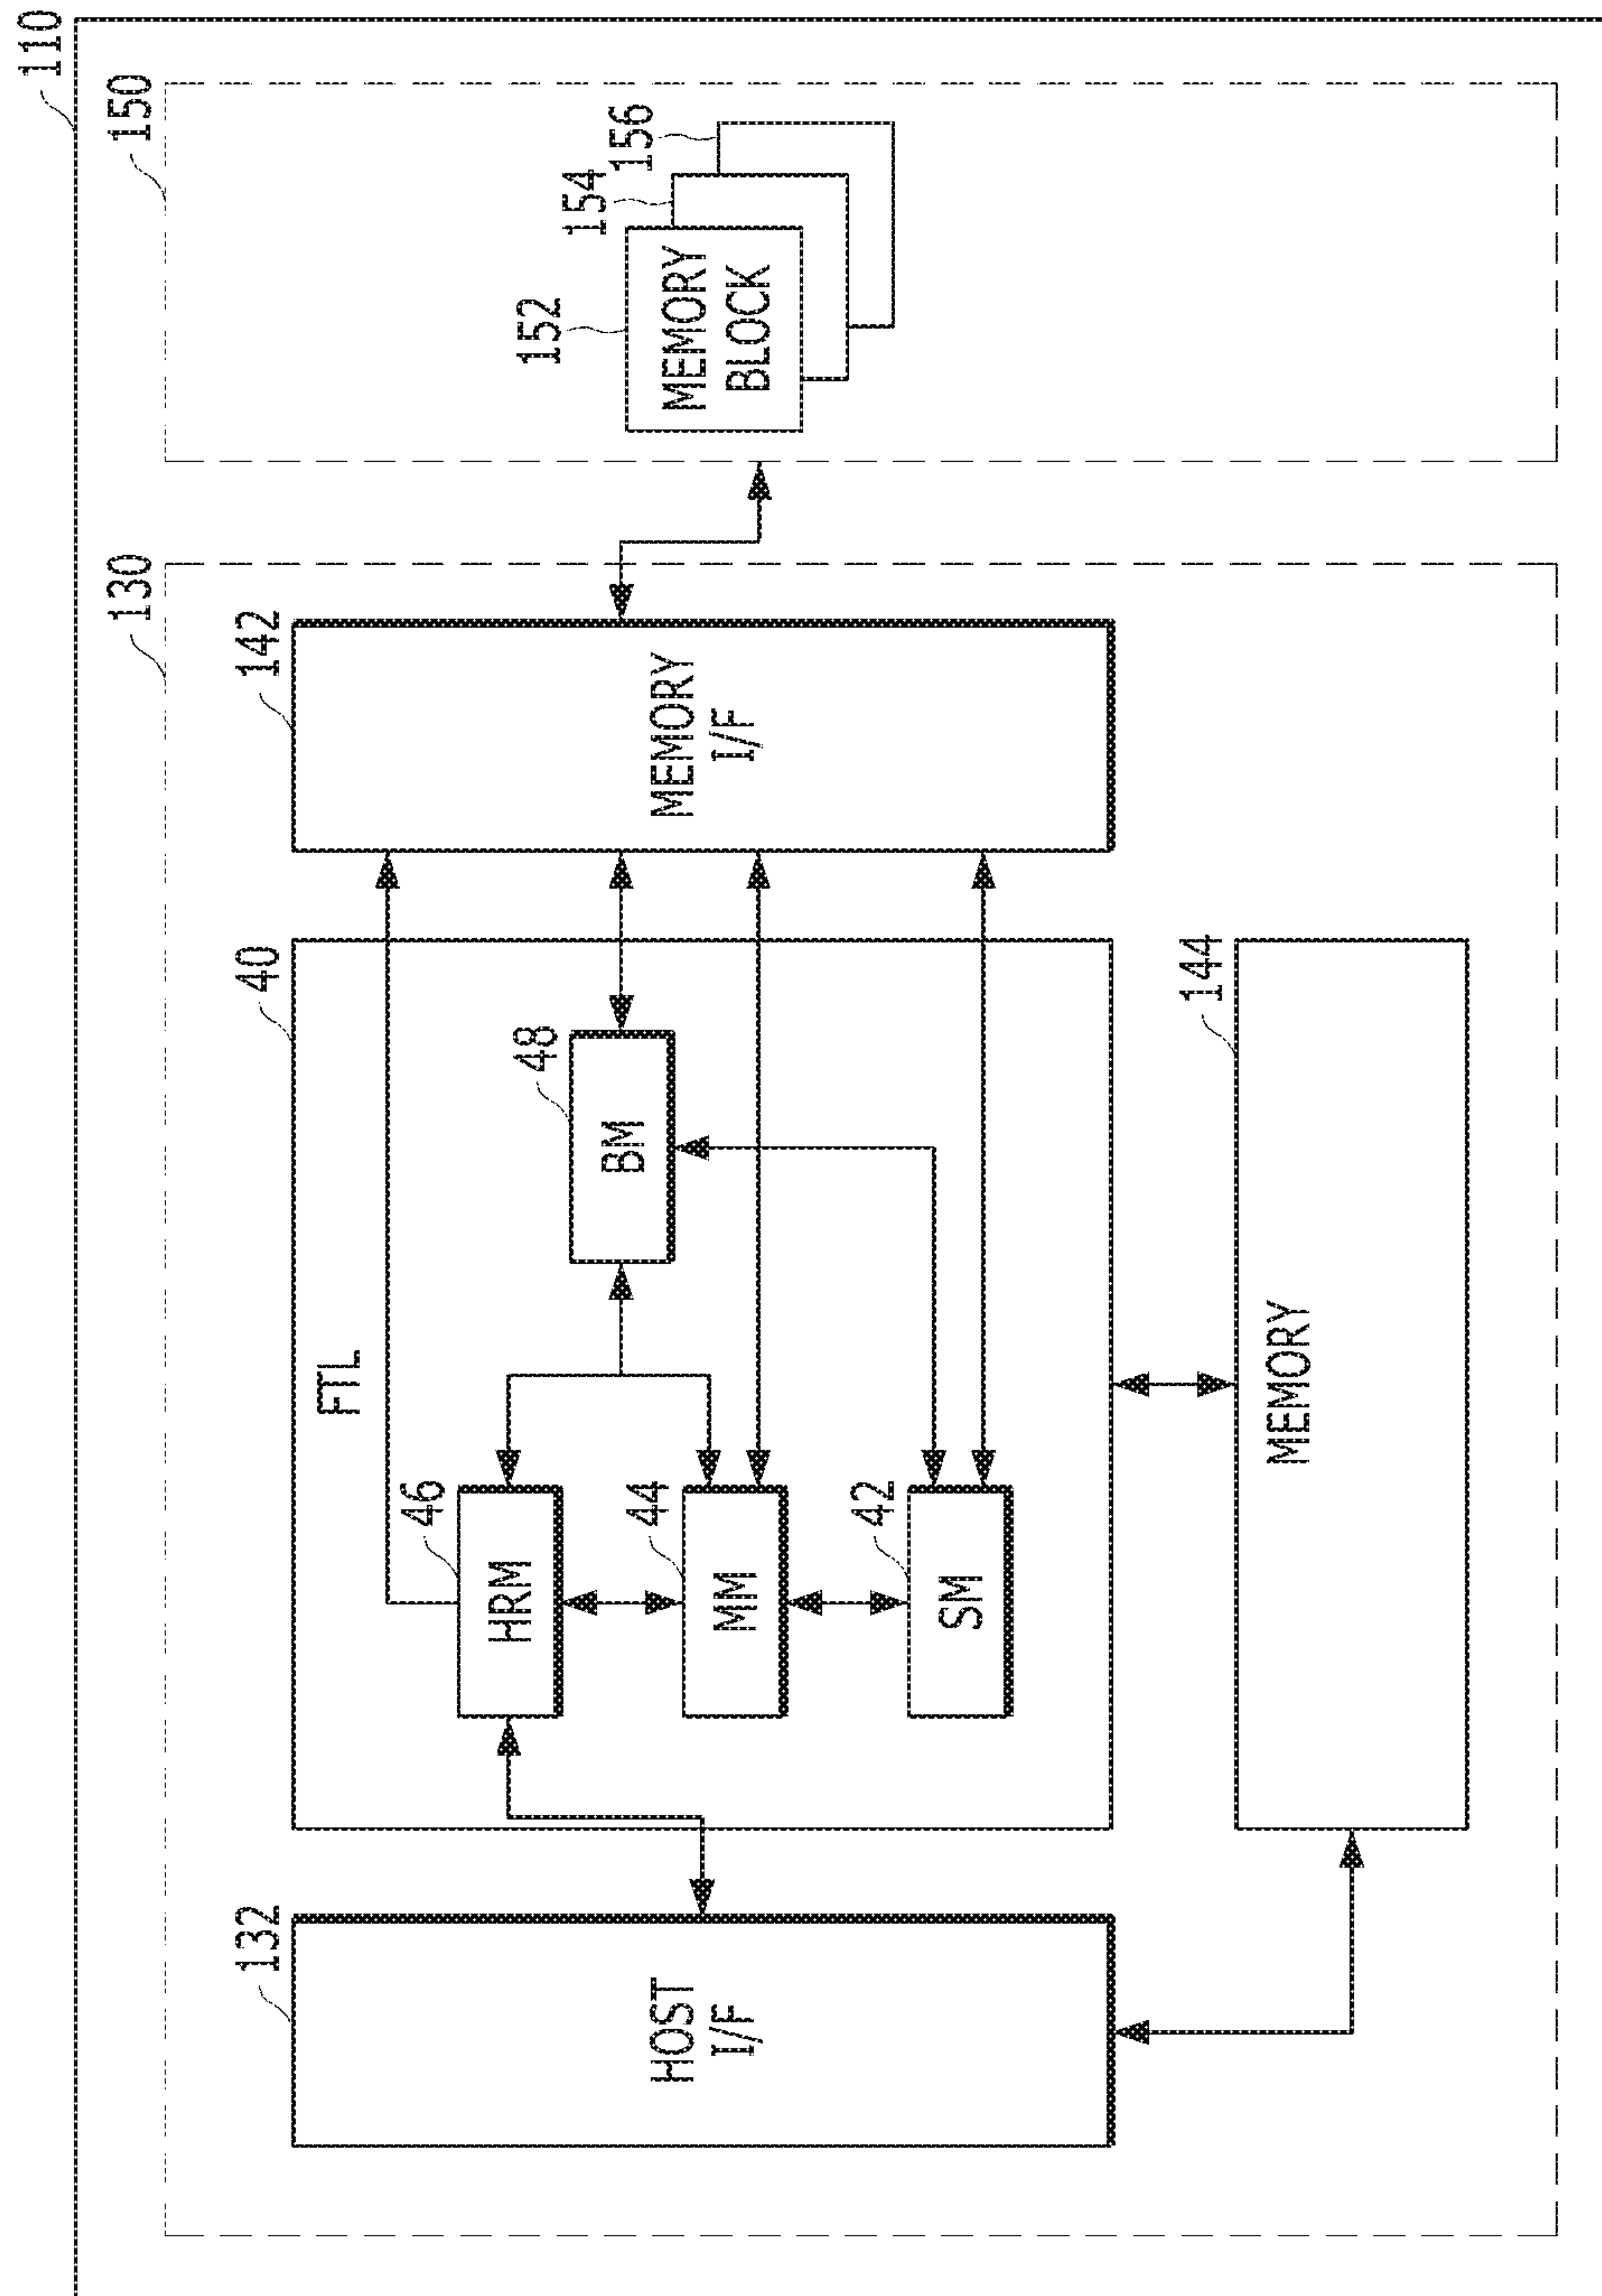 110
130
150
132
HOST
I/F
40
FTL
46
HRM
44
MM
42
SM
48
BM
142
MEMORY
I/F
144
MEMORY
152
154
156
MEMORY
BLOCK